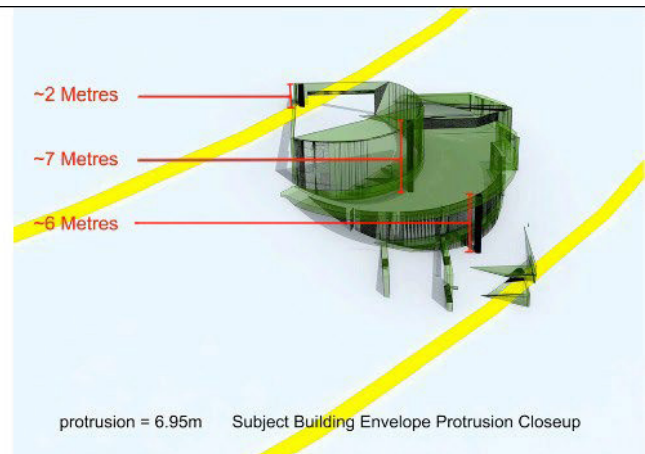 ~2 Metres
~7 Metres
~6 Metres
protrusion = 6.95m Subject Building Envelope Protrusion Closeup